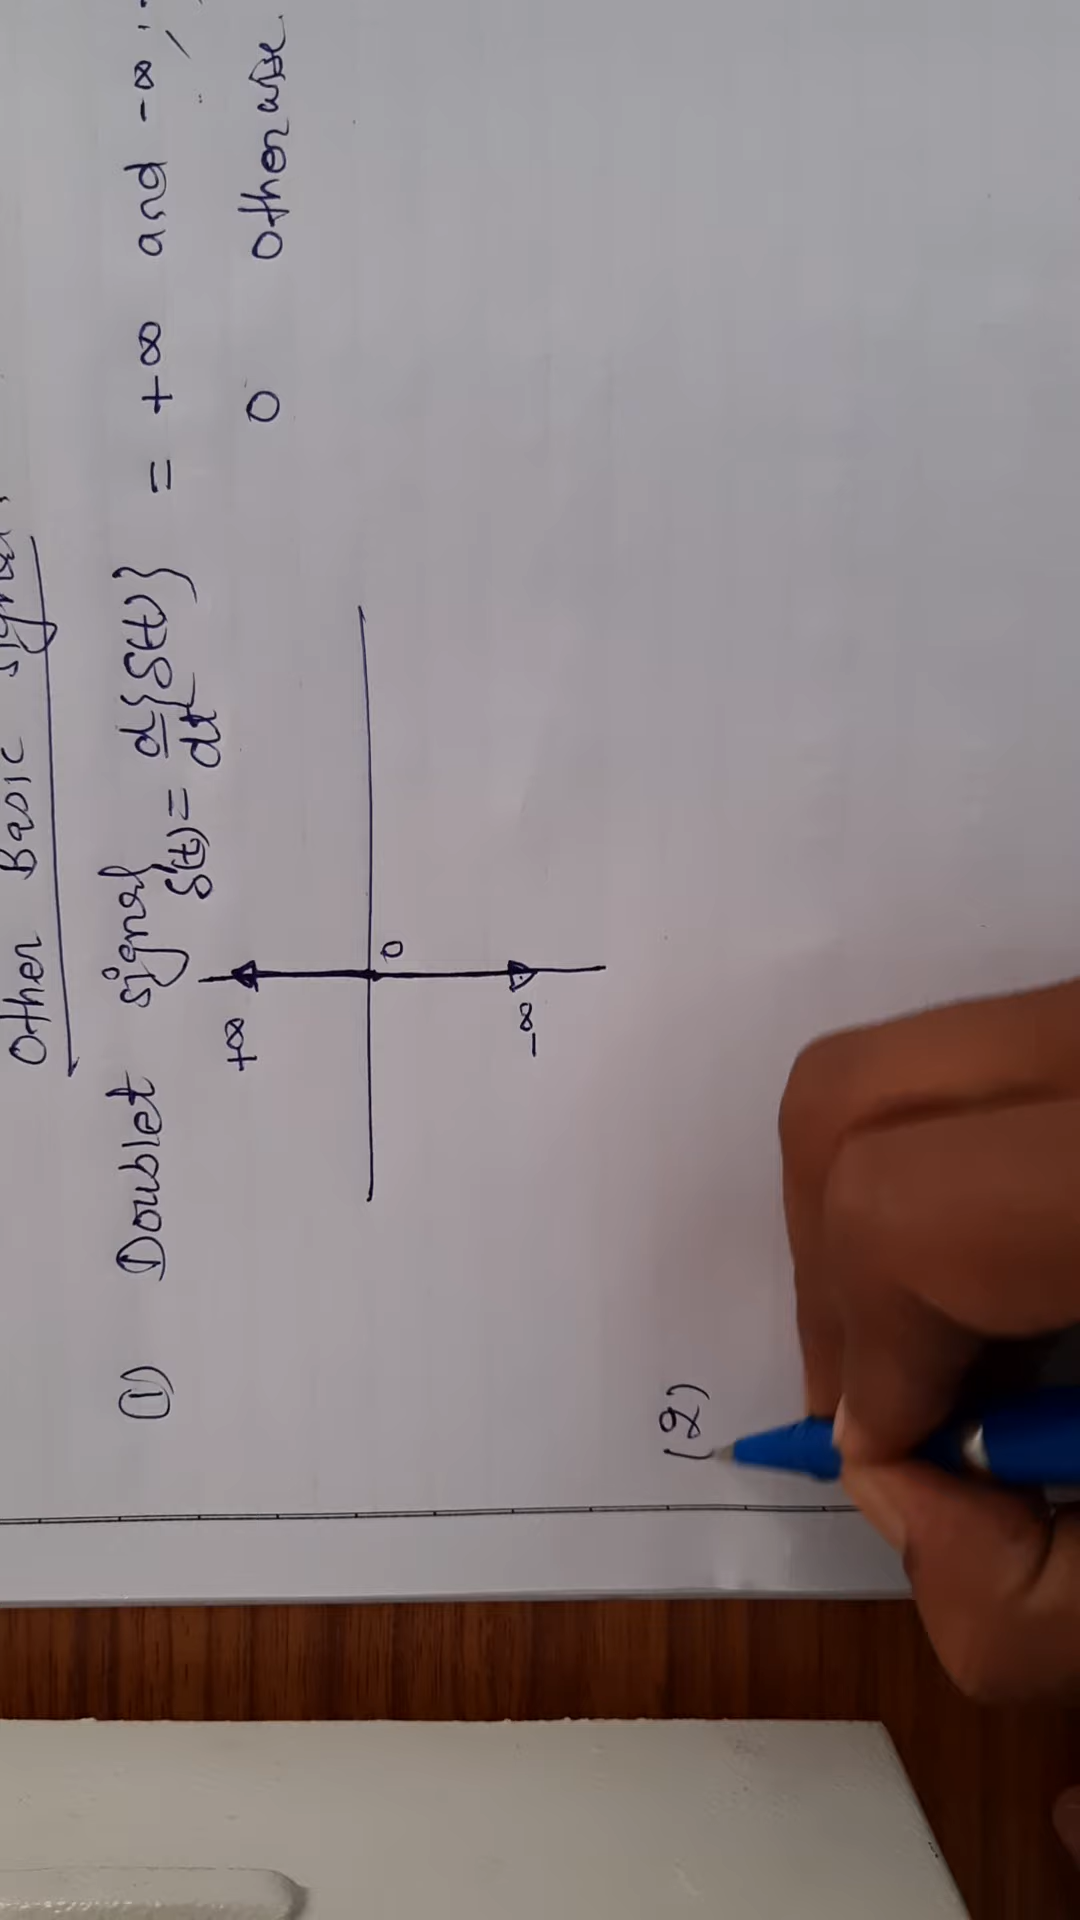 Other Basic
(1) Doublet signal δ'(t) = d/dt {δ(t)} = +∞ and -∞;
0 otherwise
+∞
0
-∞
(2)